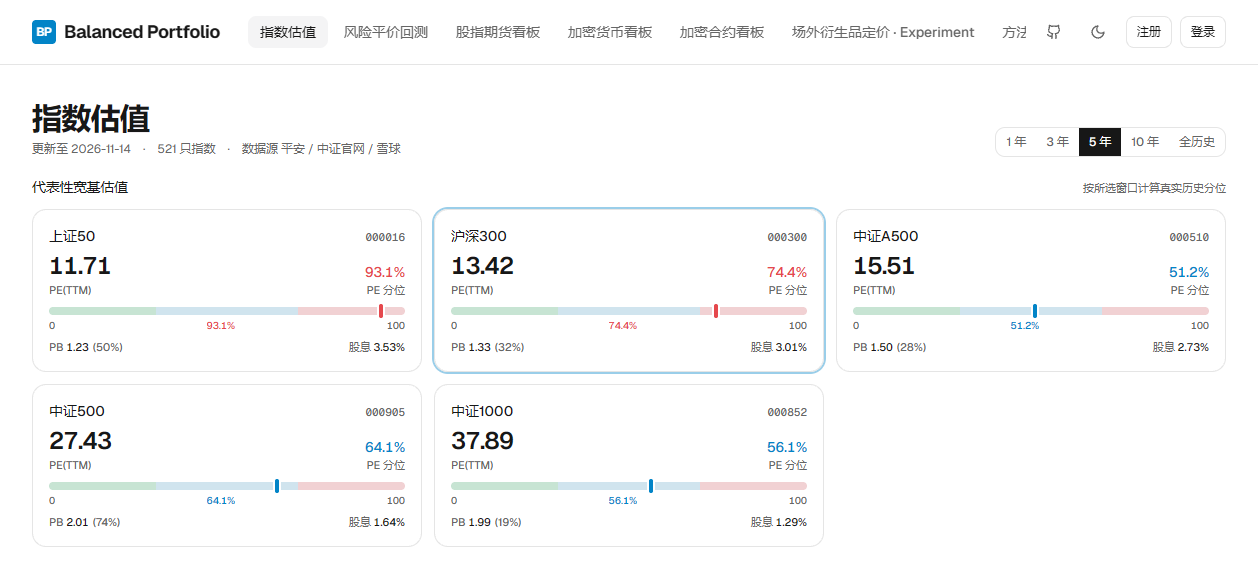 BP Balanced Portfolio 指数估值 风险平价回测 股指期货看板 加密货币看板 加密合约看板 场外衍生品定价 · Experiment 方法 注册 登录
指数估值
更新至 2026-11-14 · 521 只指数 · 数据源 平安 / 中证官网 / 雪球
1 年 3 年 5 年 10 年 全历史
代表性宽基估值 按所选窗口计算真实历史分位
上证50 000016
11.71 93.1%
PE(TTM) PE 分位
0 93.1% 100
PB 1.23 (50%) 股息 3.53%
沪深300 000300
13.42 74.4%
PE(TTM) PE 分位
0 74.4% 100
PB 1.33 (32%) 股息 3.01%
中证A500 000510
15.51 51.2%
PE(TTM) PE 分位
0 51.2% 100
PB 1.50 (28%) 股息 2.73%
中证500 000905
27.43 64.1%
PE(TTM) PE 分位
0 64.1% 100
PB 2.01 (74%) 股息 1.64%
中证1000 000852
37.89 56.1%
PE(TTM) PE 分位
0 56.1% 100
PB 1.99 (19%) 股息 1.29%